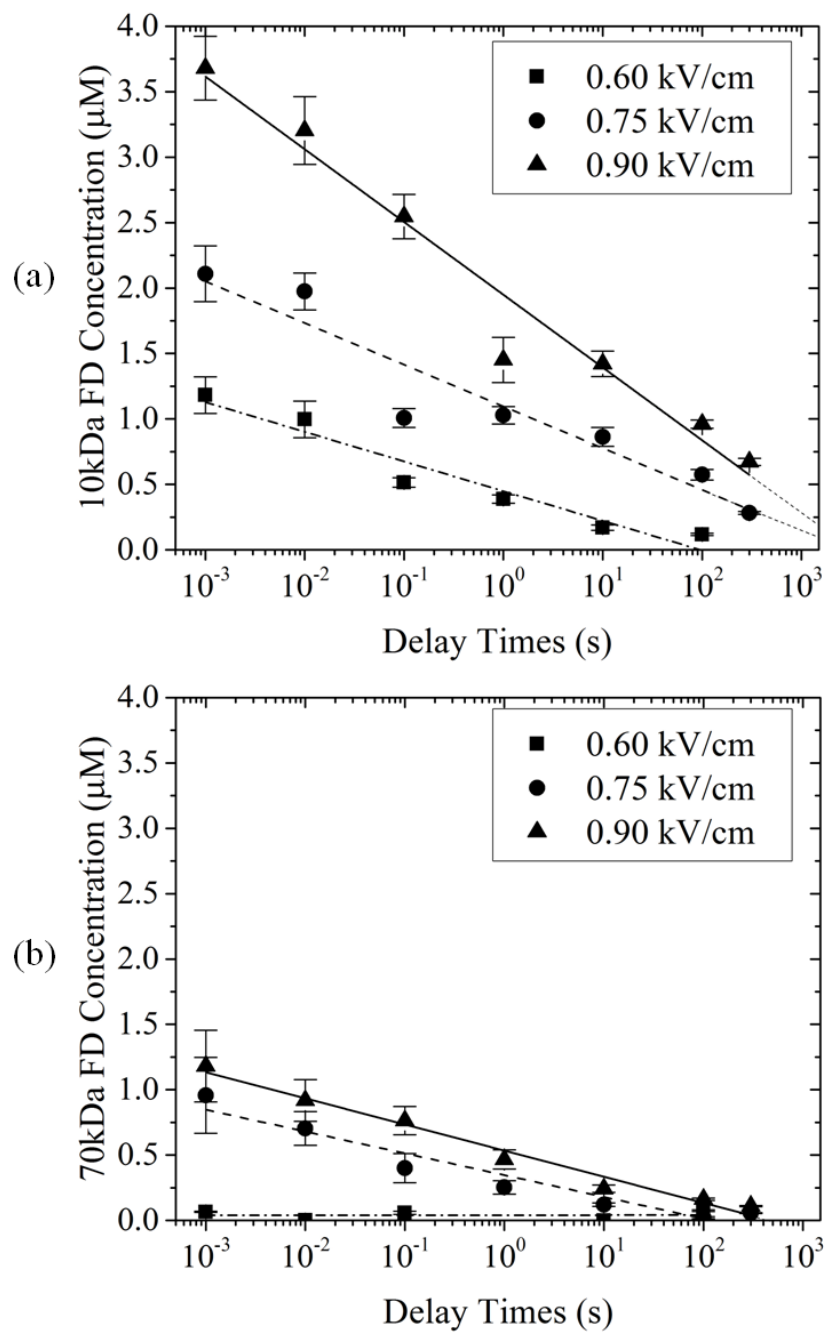 (a)
10kDa FD Concentration (μM)
4.0
3.5
3.0
2.5
2.0
1.5
1.0
0.5
0.0
0.60 kV/cm
0.75 kV/cm
0.90 kV/cm
10⁻³ 10⁻² 10⁻¹ 10⁰ 10¹ 10² 10³
Delay Times (s)
(b)
70kDa FD Concentration (μM)
4.0
3.5
3.0
2.5
2.0
1.5
1.0
0.5
0.0
0.60 kV/cm
0.75 kV/cm
0.90 kV/cm
10⁻³ 10⁻² 10⁻¹ 10⁰ 10¹ 10² 10³
Delay Times (s)